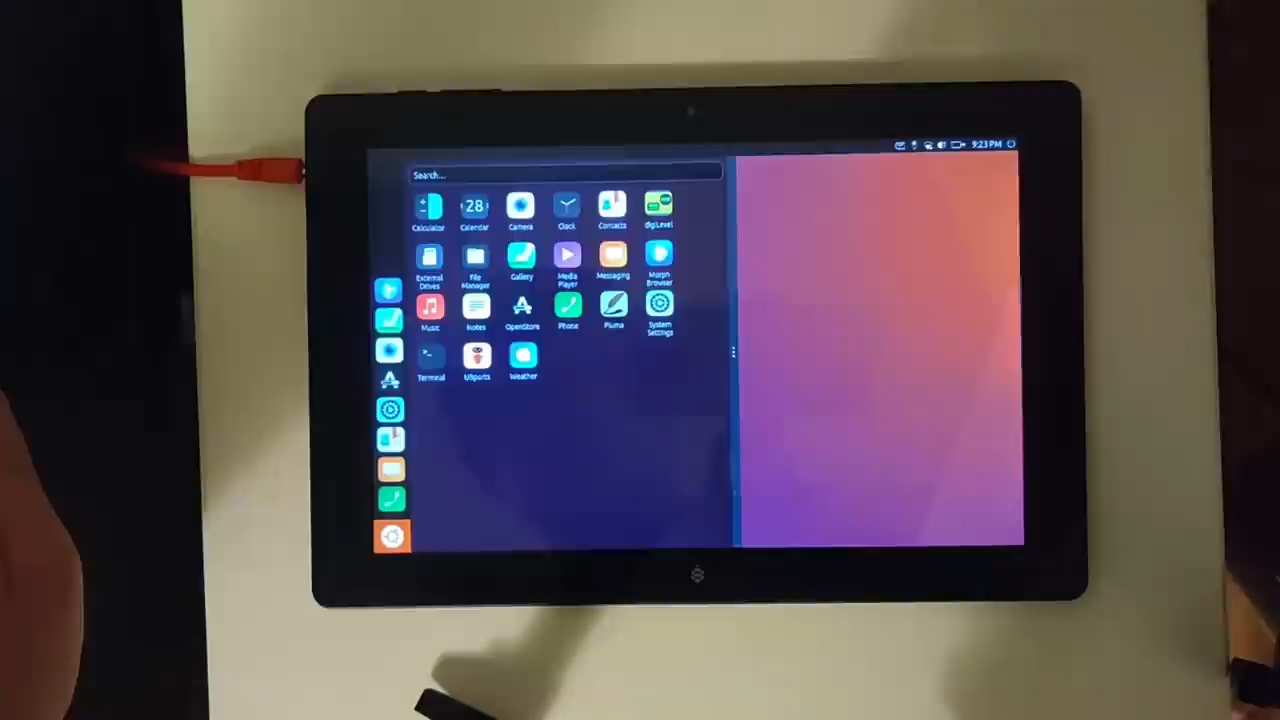 9:23 PM
Search...
28
Calculator Calendar Camera Clock Contacts digiLevel
External Drives File Manager Gallery Media Player Messaging Morph Browser
Music Notes OpenStore Phone Pluma System Settings
>_
Terminal UBports Weather